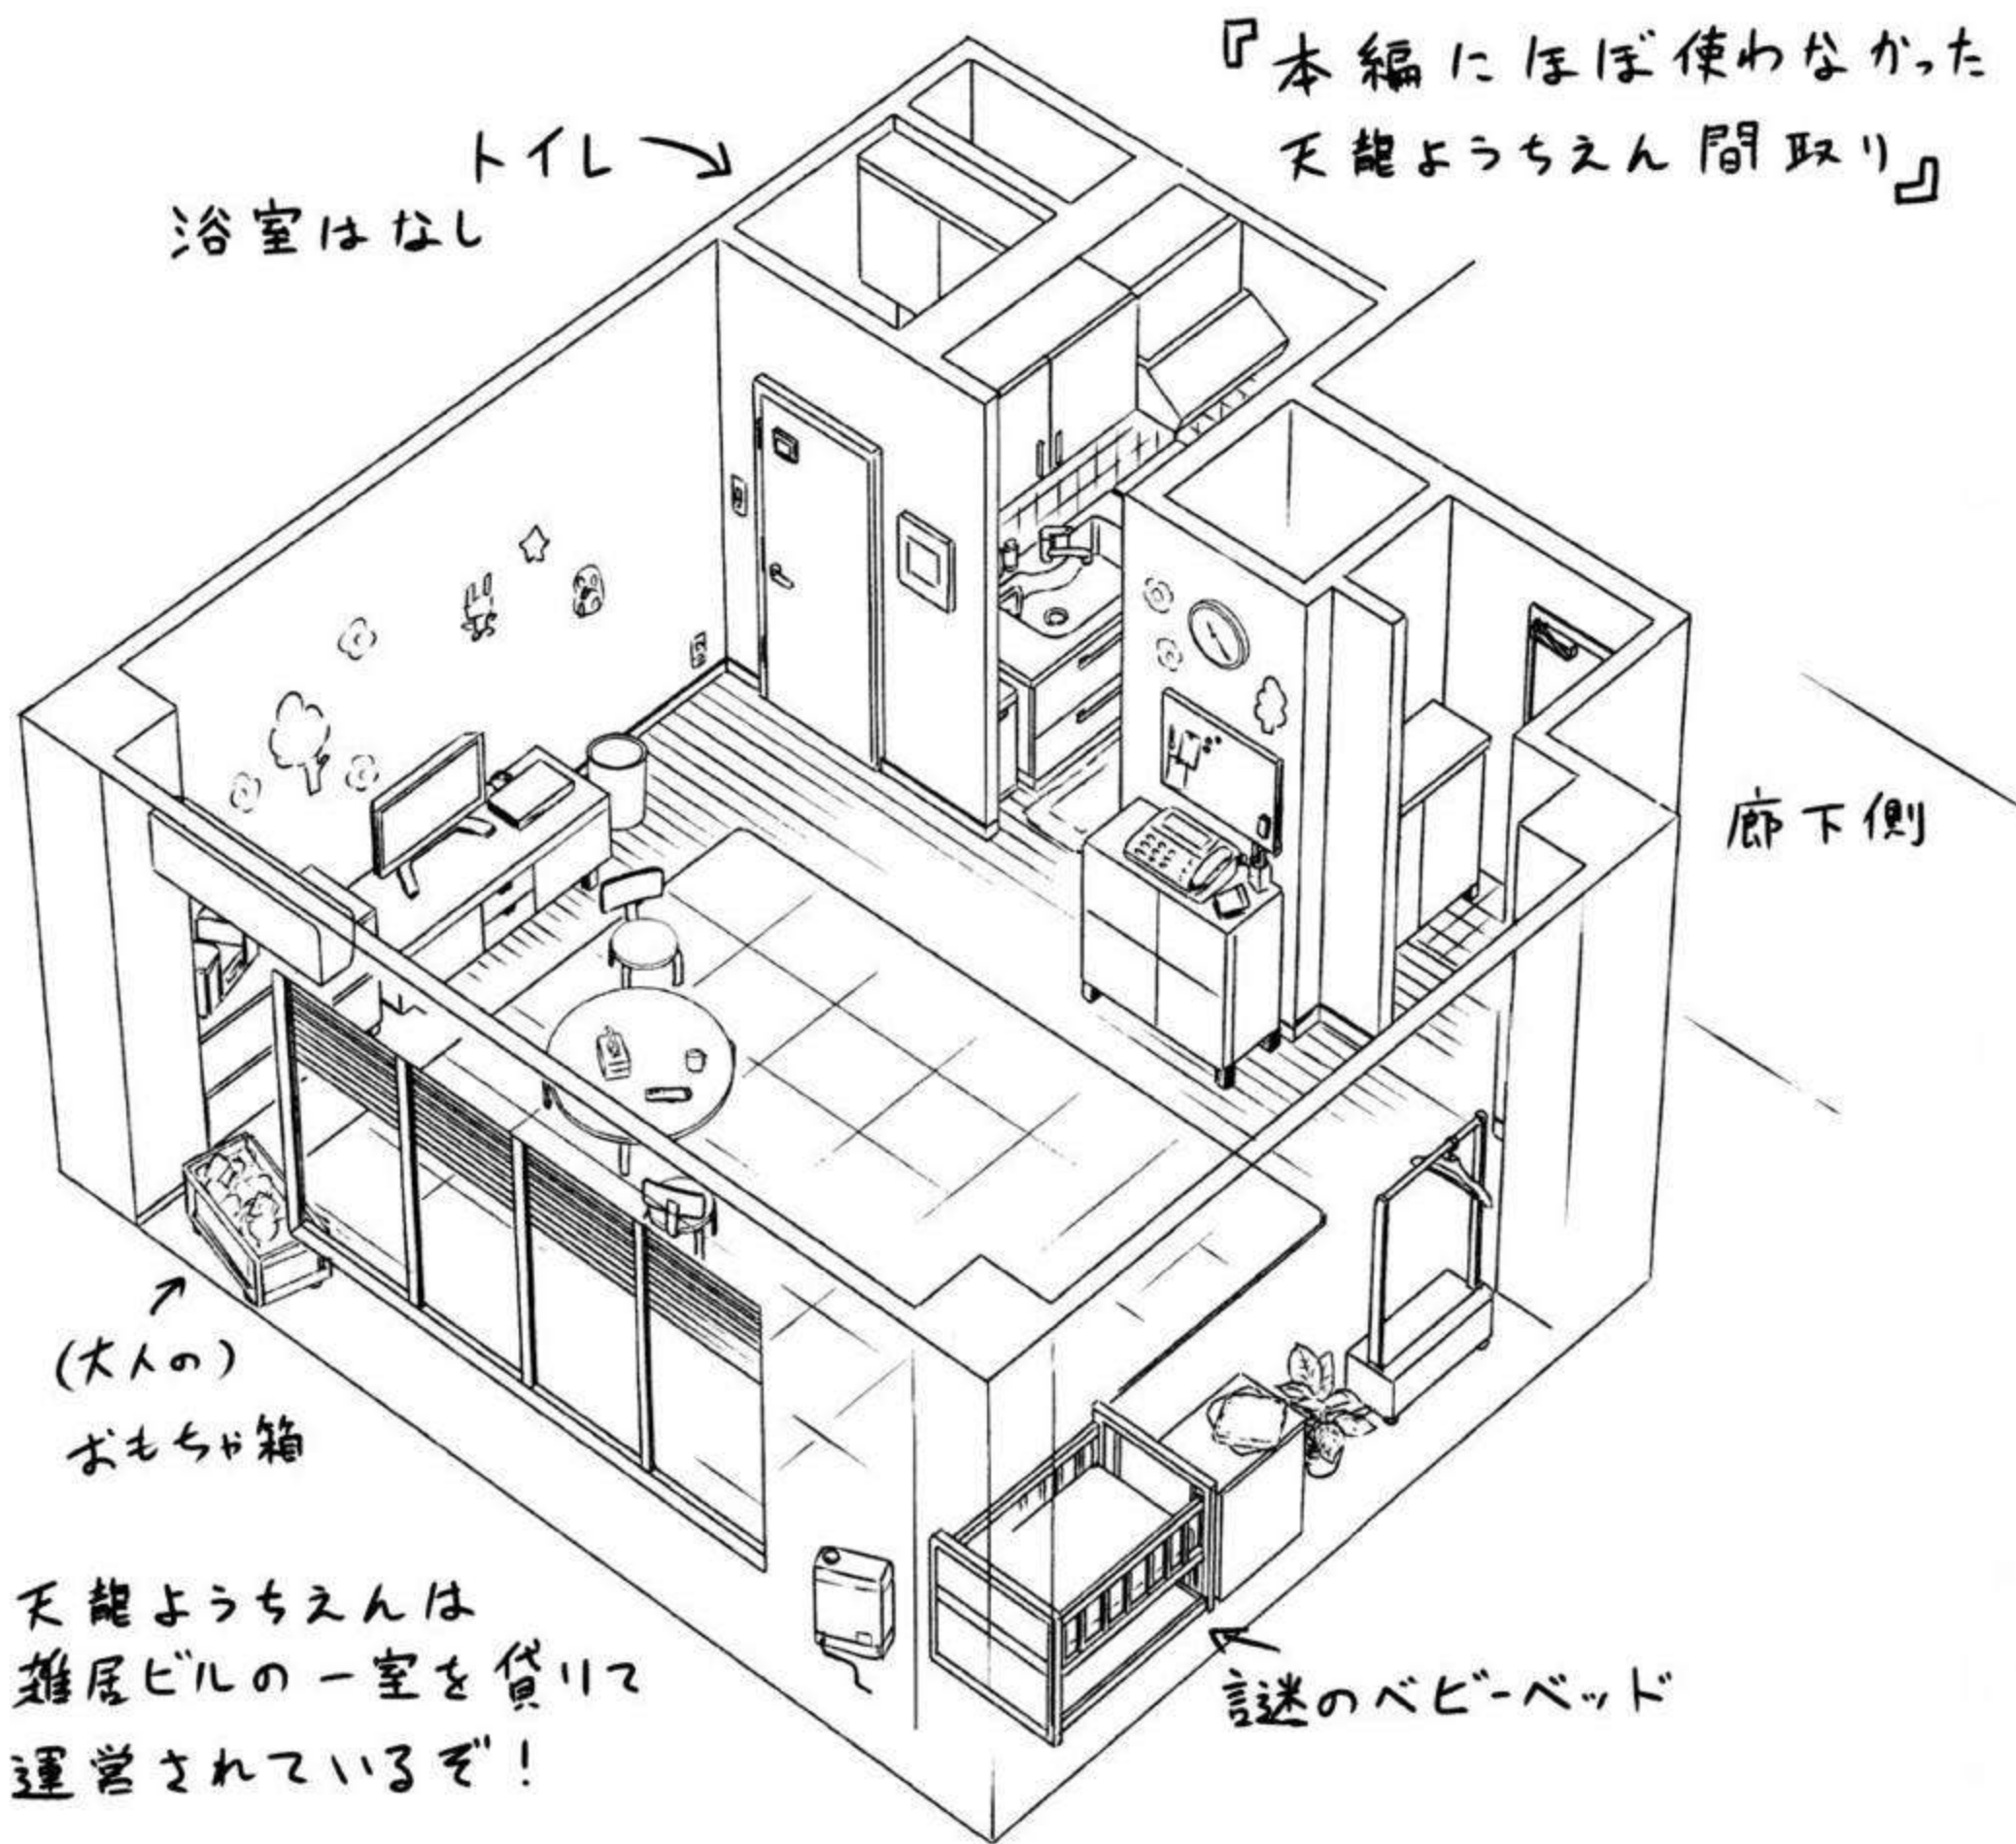 『本編にほぼ使わなかった
天龍ようちえん間取り』
トイレ
浴室はなし
廊下側
(大人の)
おもちゃ箱
天龍ようちえんは
雑居ビルの一室を貸りて
運営されているぞ!
謎のベビーベッド